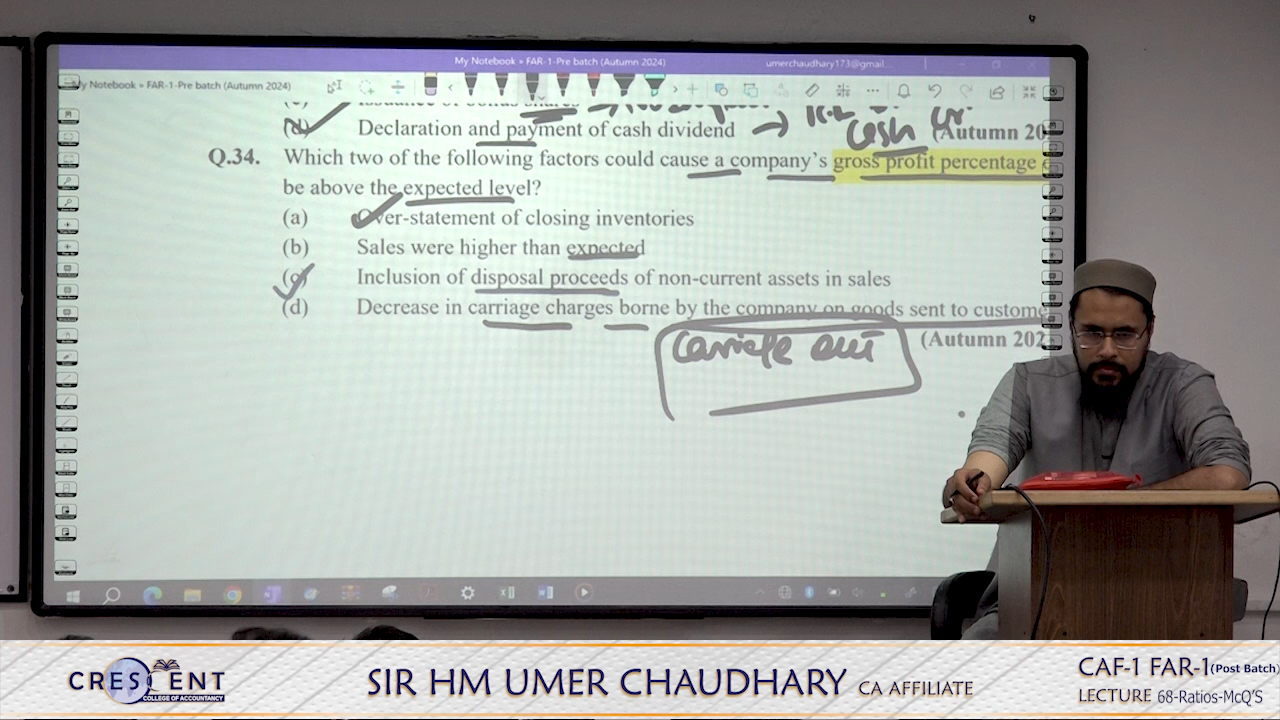 My Notebook » FAR-1-Pre batch (Autumn 2024)
umerchaudhary173@gmail...
My Notebook » FAR-1-Pre batch (Autumn 2024)
Issuance of bonus shares
(d) Declaration and payment of cash dividend
cash
(Autumn 20
Q.34. Which two of the following factors could cause a company's gross profit percentage
be above the expected level?
(a) Over-statement of closing inventories
(b) Sales were higher than expected
(c) Inclusion of disposal proceeds of non-current assets in sales
(d) Decrease in carriage charges borne by the company on goods sent to custome
carriage out
(Autumn 202
CRESCENT
COLLEGE OF ACCOUNTANCY
SIR HM UMER CHAUDHARY CA AFFILIATE
CAF-1 FAR-1(Post Batch)
LECTURE 68-Ratios-McQ'S